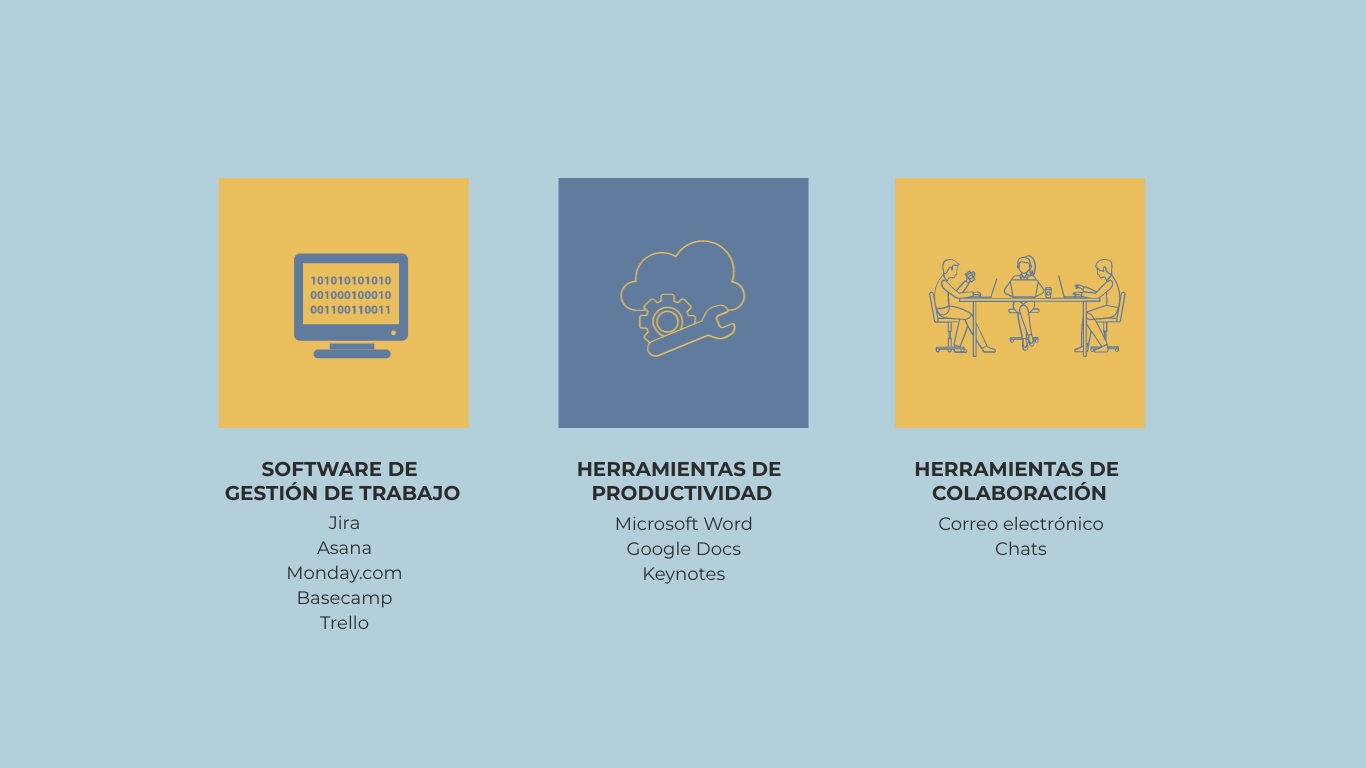 101010101010
001000100010
001100110011
SOFTWARE DE
GESTIÓN DE TRABAJO
Jira
Asana
Monday.com
Basecamp
Trello
HERRAMIENTAS DE
PRODUCTIVIDAD
Microsoft Word
Google Docs
Keynotes
HERRAMIENTAS DE
COLABORACIÓN
Correo electrónico
Chats